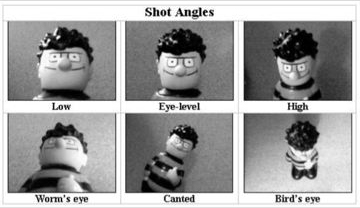 Shot Angles
Low Eye-level High
Worm's eye Canted Bird's eye